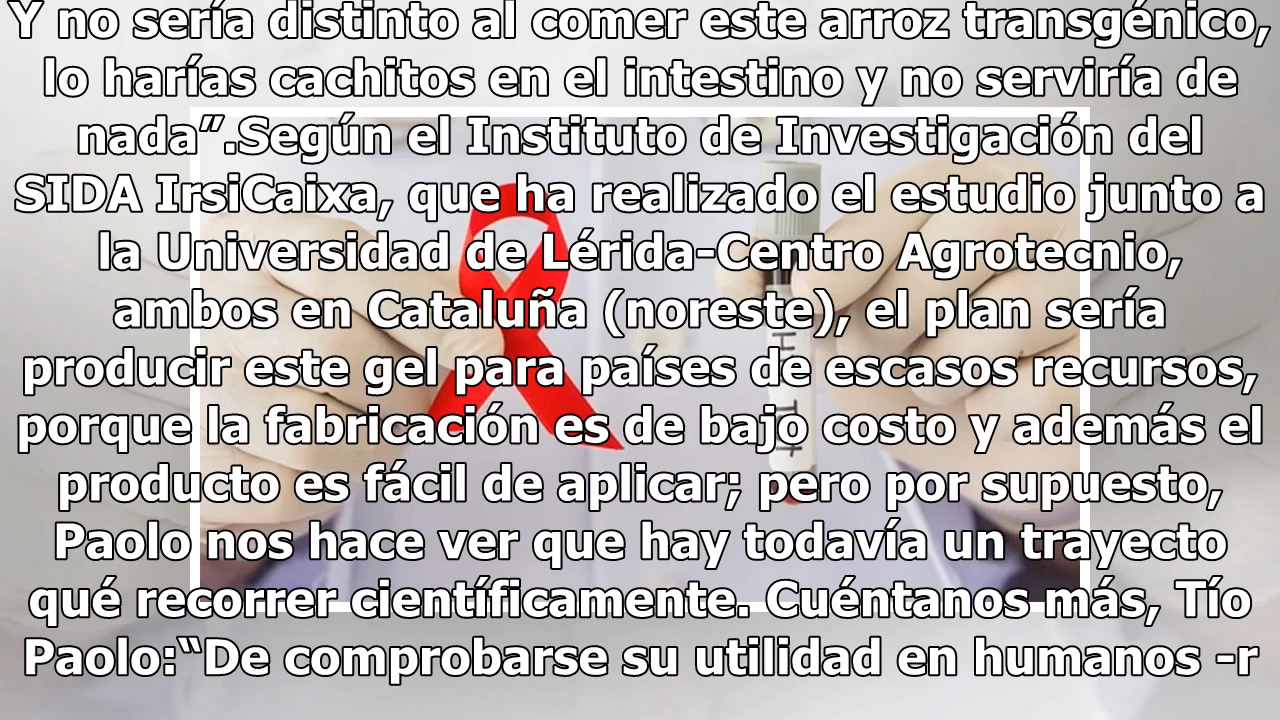 Y no sería distinto al comer este arroz transgénico,
lo harías cachitos en el intestino y no serviría de
nada”.Según el Instituto de Investigación del
SIDA IrsiCaixa, que ha realizado el estudio junto a
la Universidad de Lérida-Centro Agrotecnio,
ambos en Cataluña (noreste), el plan sería
producir este gel para países de escasos recursos,
porque la fabricación es de bajo costo y además el
producto es fácil de aplicar; pero por supuesto,
Paolo nos hace ver que hay todavía un trayecto
qué recorrer científicamente. Cuéntanos más, Tío
Paolo:“De comprobarse su utilidad en humanos -r